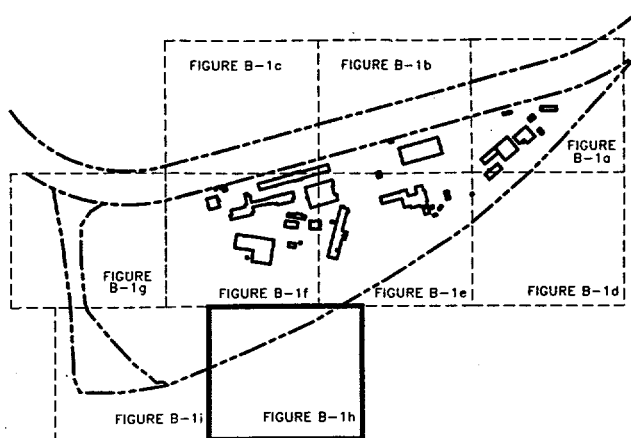 FIGURE B-1c
FIGURE B-1b
FIGURE
B-1a
FIGURE
B-1g
FIGURE B-1f
FIGURE B-1e
FIGURE B-1d
FIGURE B-1i
FIGURE B-1h